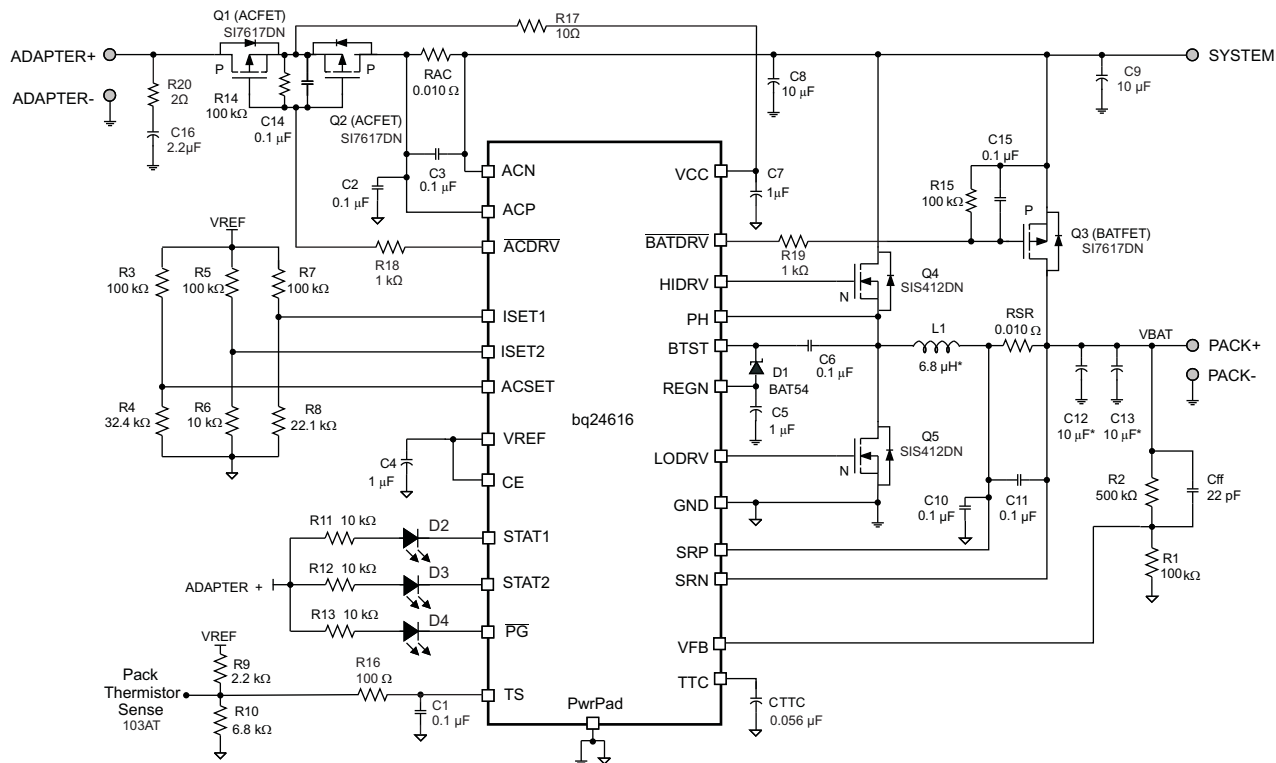 Q1 (ACFET)
SI7617DN
R17
10Ω
ADAPTER+
P
P
RAC
0.010 Ω
SYSTEM
R20
2Ω
R14
100 kΩ
C8
10 µF
C9
10 µF
ADAPTER-
C14
0.1 µF
Q2 (ACFET)
SI7617DN
C16
2.2µF
C3
0.1 µF
C2
0.1 µF
ACN
VCC
C7
1µF
C15
0.1 µF
R15
100 kΩ
P
Q3 (BATFET)
SI7617DN
ACP
VREF
ACDRV
R18
1 kΩ
BATDRV
R19
1 kΩ
R3
100 kΩ
R5
100 kΩ
R7
100 kΩ
HIDRV
N
Q4
SIS412DN
ISET1
PH
L1
6.8 µH*
RSR
0.010 Ω
VBAT
PACK+
ISET2
BTST
C6
0.1 µF
D1
BAT54
PACK-
ACSET
REGN
R4
32.4 kΩ
R6
10 kΩ
R8
22.1 kΩ
bq24616
C5
1 µF
C12
10 µF*
C13
10 µF*
VREF
C4
1 µF
CE
LODRV
N
Q5
SIS412DN
R2
500 kΩ
Cff
22 pF
GND
C10
0.1 µF
C11
0.1 µF
R11 10 kΩ
D2
STAT1
SRP
R1
100 kΩ
ADAPTER +
R12 10 kΩ
D3
STAT2
SRN
R13 10 kΩ
D4
PG
VFB
VREF
R9
2.2 kΩ
Pack
Thermistor
Sense
103AT
R16
100 Ω
TS
TTC
R10
6.8 kΩ
C1
0.1 µF
PwrPad
CTTC
0.056 µF